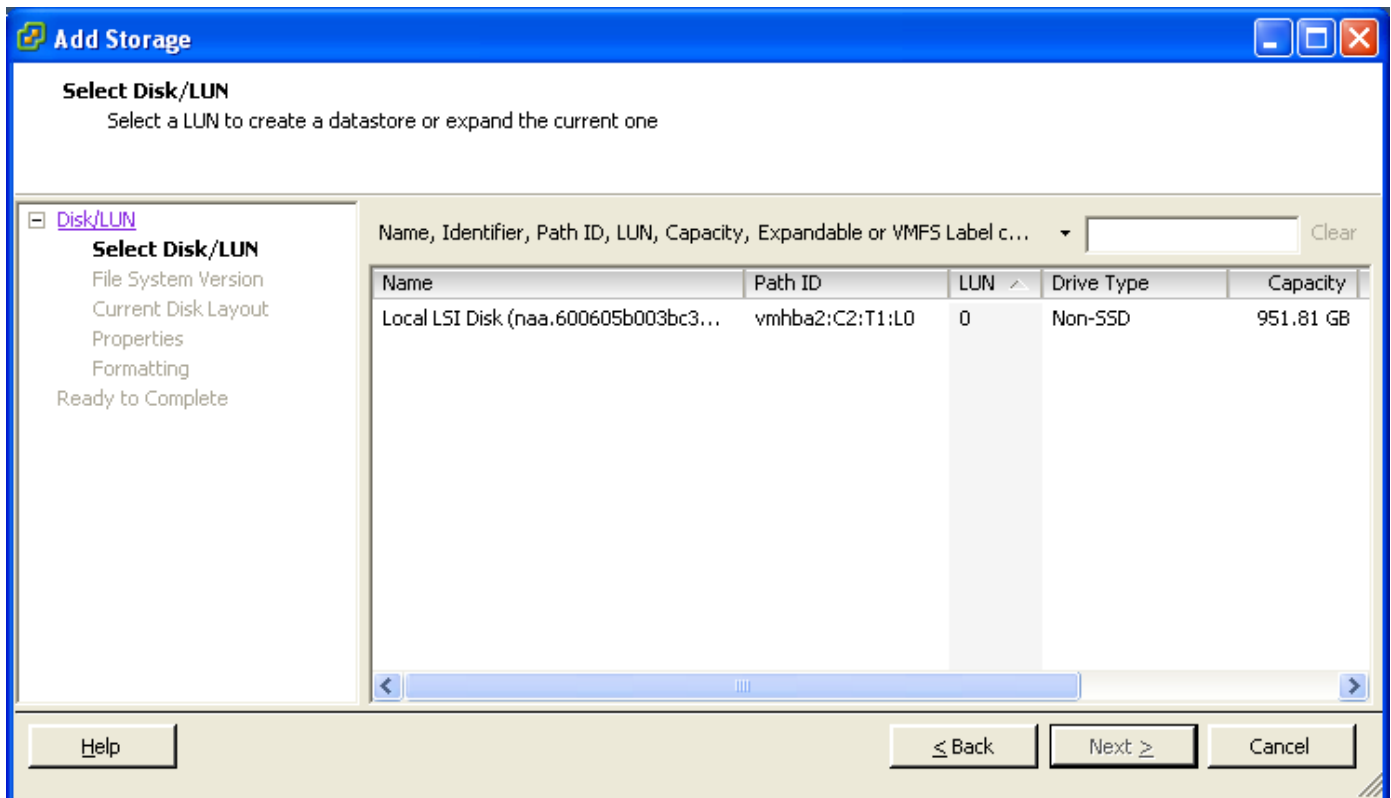 Add Storage
Select Disk/LUN
Select a LUN to create a datastore or expand the current one
Disk/LUN
Select Disk/LUN
File System Version
Current Disk Layout
Properties
Formatting
Ready to Complete
Name, Identifier, Path ID, LUN, Capacity, Expandable or VMFS Label c... Clear
Name Path ID LUN Drive Type Capacity
Local LSI Disk (naa.600605b003bc3... vmhba2:C2:T1:L0 0 Non-SSD 951.81 GB
Help < Back Next > Cancel